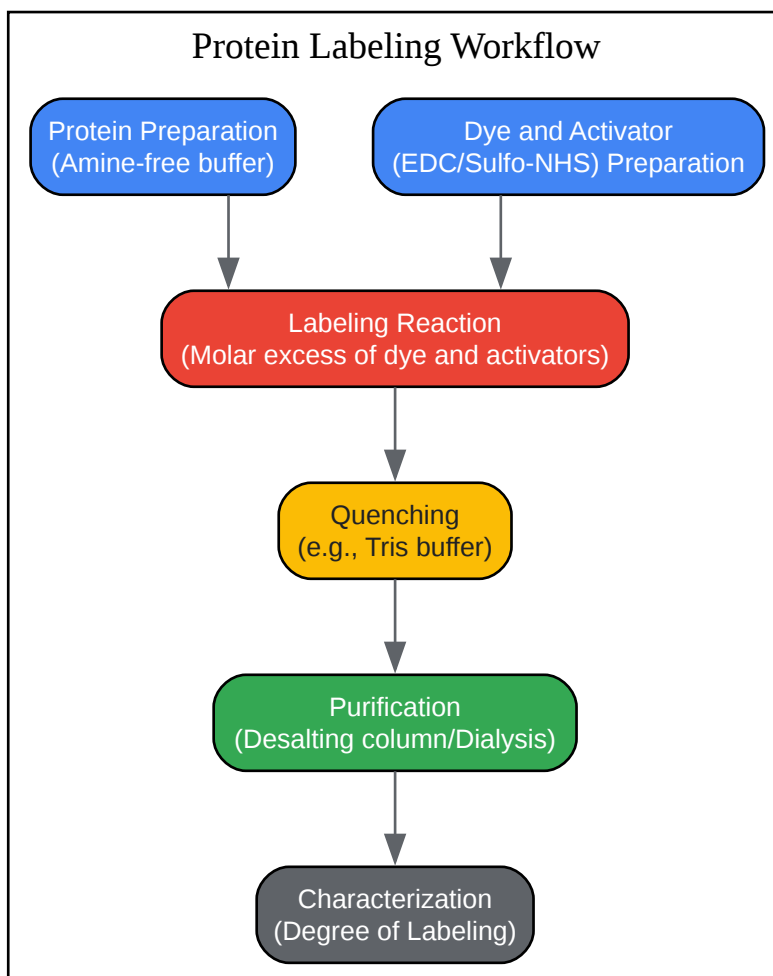 Protein Labeling Workflow
Protein Preparation
(Amine-free buffer)
Dye and Activator
(EDC/Sulfo-NHS) Preparation
Labeling Reaction
(Molar excess of dye and activators)
Quenching
(e.g., Tris buffer)
Purification
(Desalting column/Dialysis)
Characterization
(Degree of Labeling)